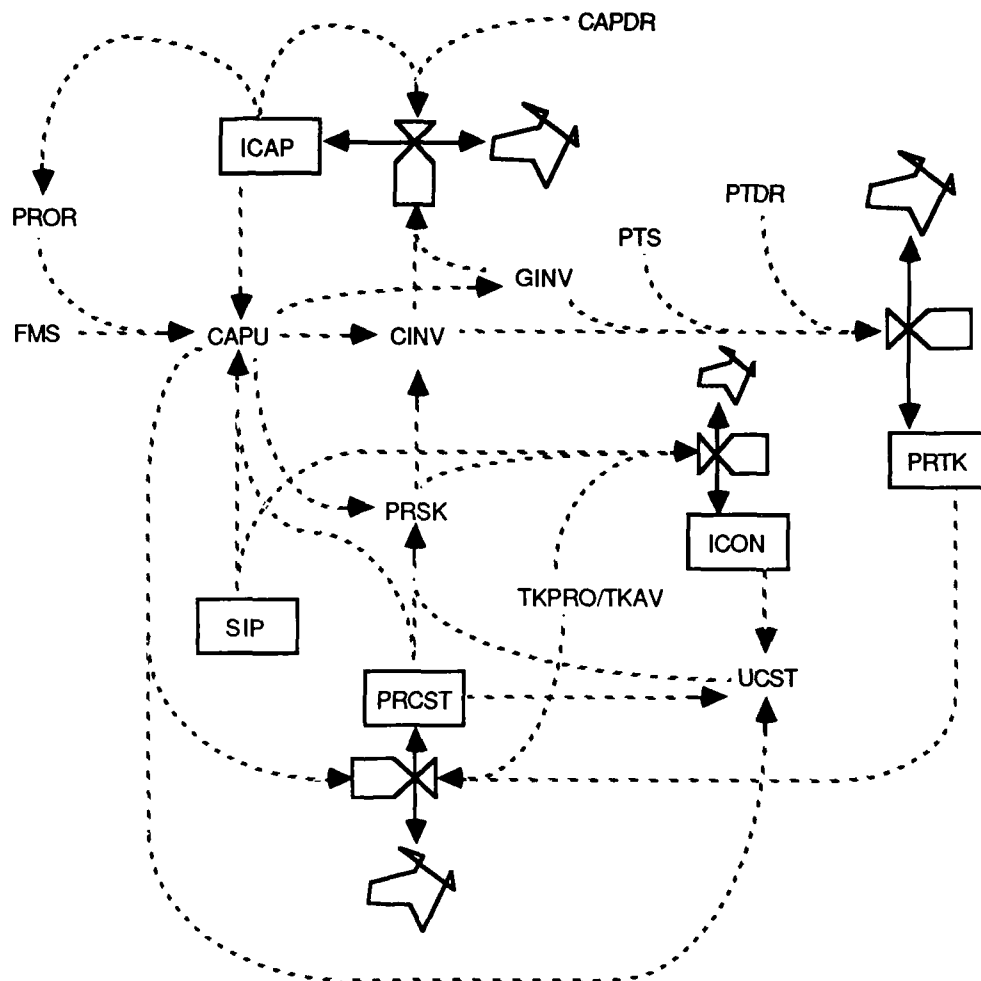 CAPDR
ICAP
PROR
PTDR
PTS
GINV
FMS
CAPU
CINV
PRTK
PRSK
ICON
TKPRO/TKAV
SIP
UCST
PRCST